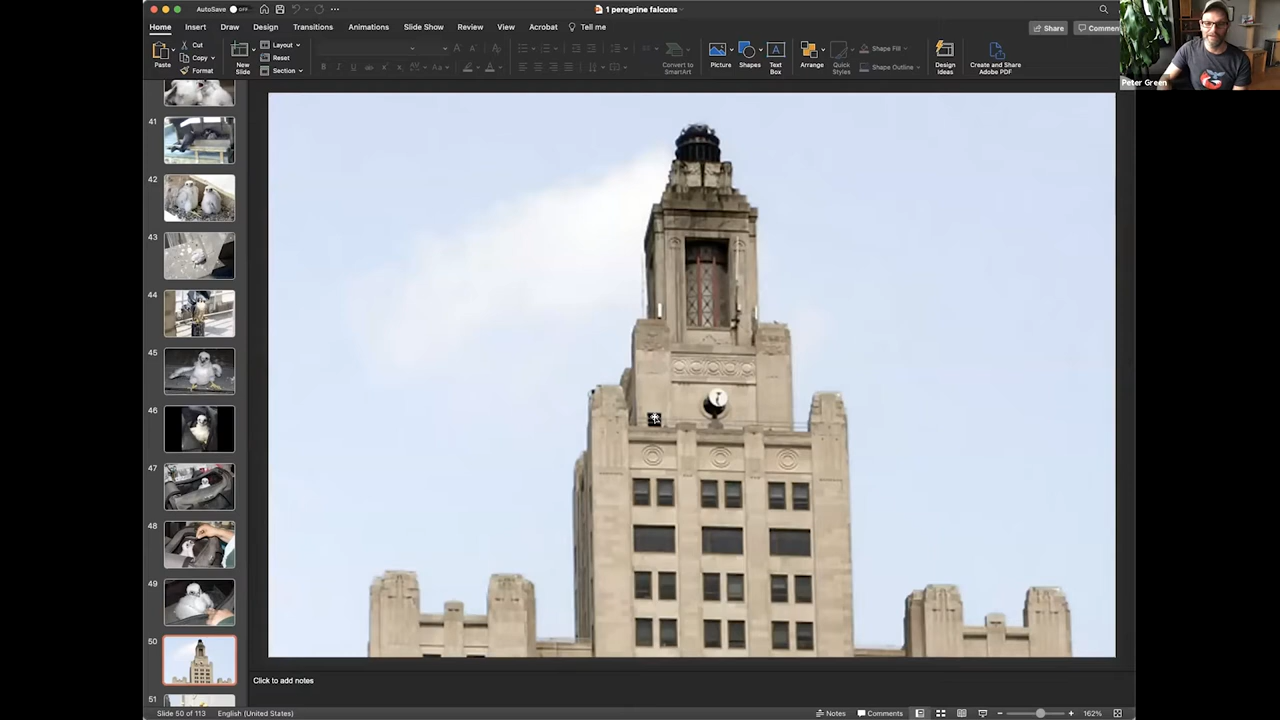 AutoSave OFF
1 peregrine falcons
Home Insert Draw Design Transitions Animations Slide Show Review View Acrobat Tell me
Share Commen
Paste
Cut
Copy
Format
New Slide
Layout
Reset
Section
Convert to SmartArt
Picture
Shapes
Text Box
Arrange
Quick Styles
Shape Fill
Shape Outline
Design Ideas
Create and Share Adobe PDF
Peter Green
41
42
43
44
45
46
47
48
49
50
51
Click to add notes
Slide 50 of 113 English (United States) Notes Comments 162%